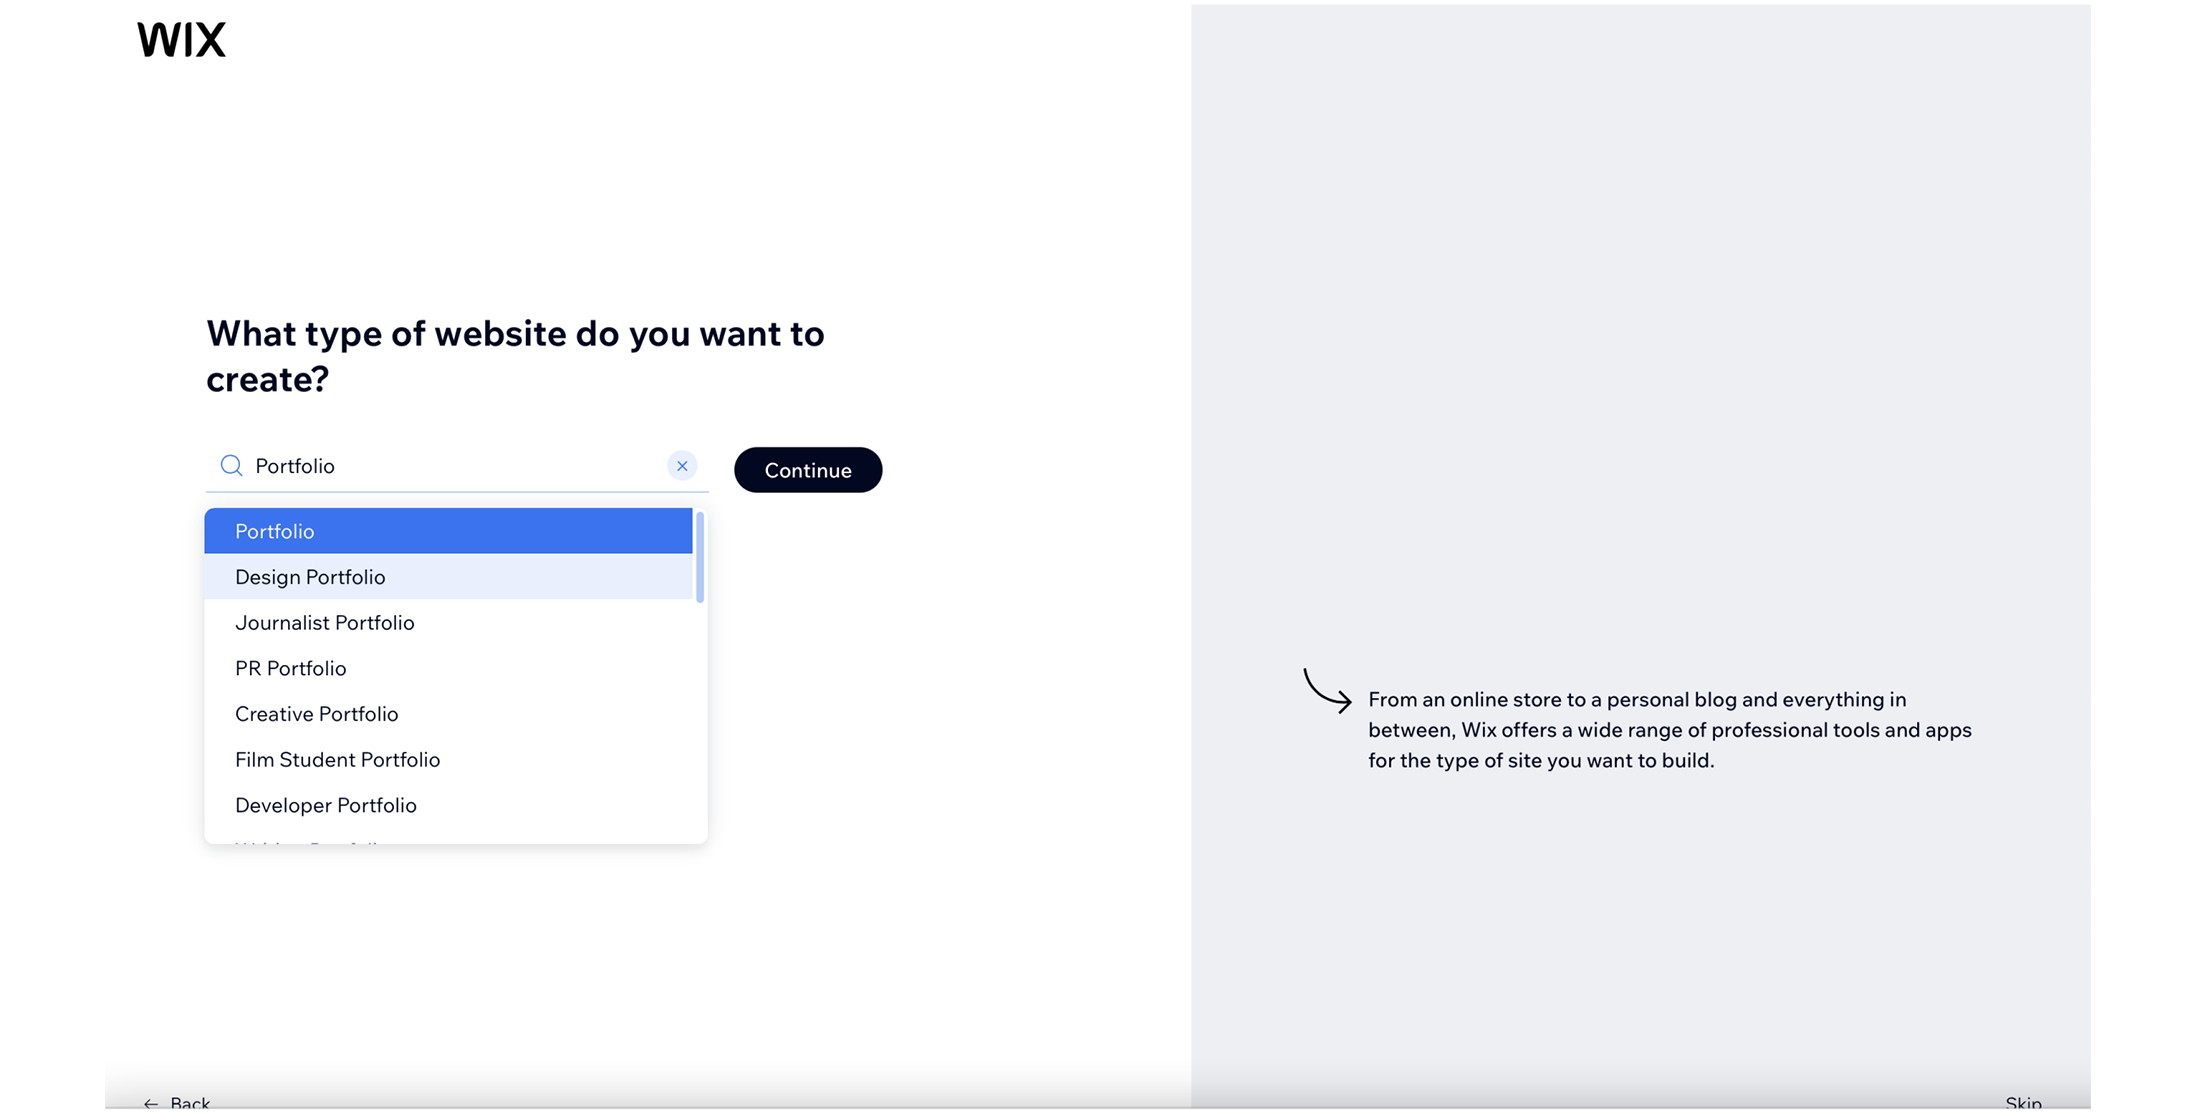 WIX
What type of website do you want to
create?
Portfolio
Continue
Portfolio
Design Portfolio
Journalist Portfolio
PR Portfolio
Creative Portfolio
Film Student Portfolio
Developer Portfolio
From an online store to a personal blog and everything in
between, Wix offers a wide range of professional tools and apps
for the type of site you want to build.
← Back
Skip